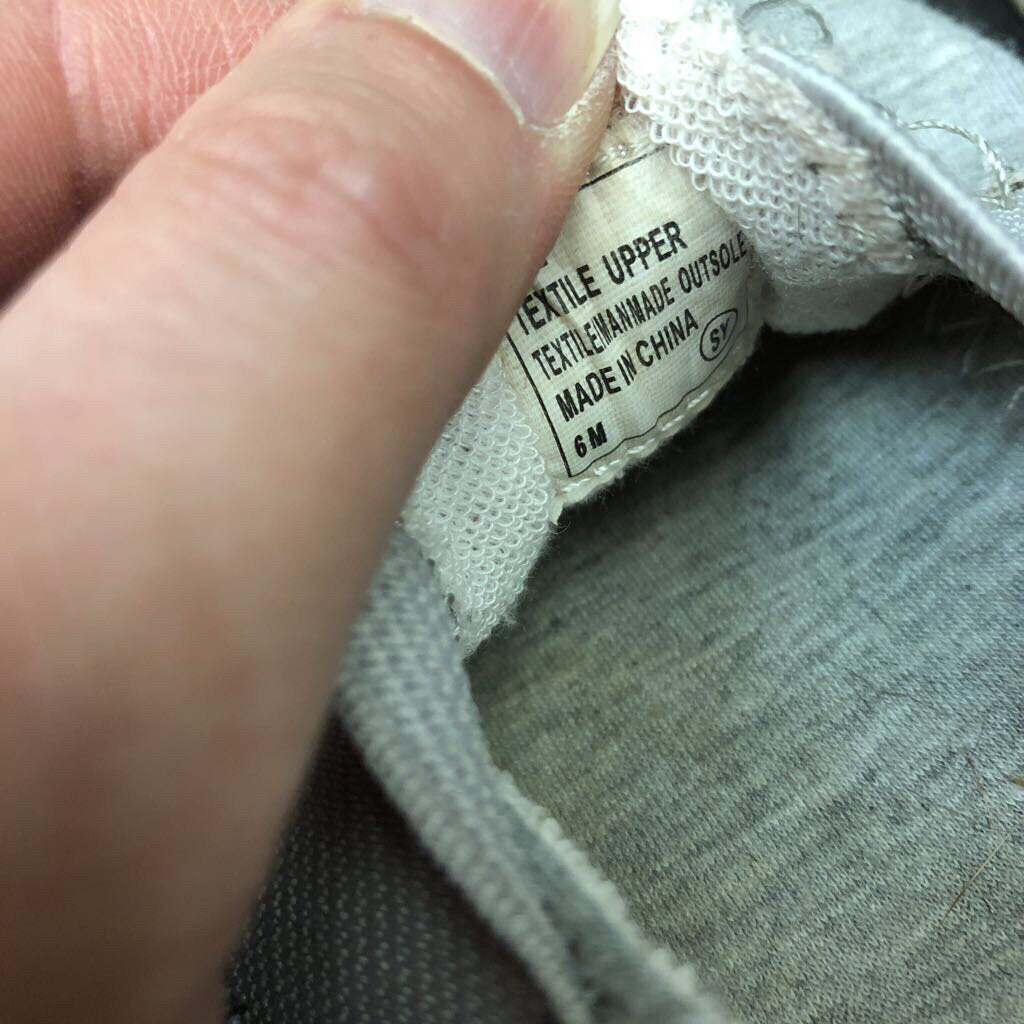 TEXTILE UPPER
TEXTILE/MANMADE OUTSOLE
MADE IN CHINA SY
6 M